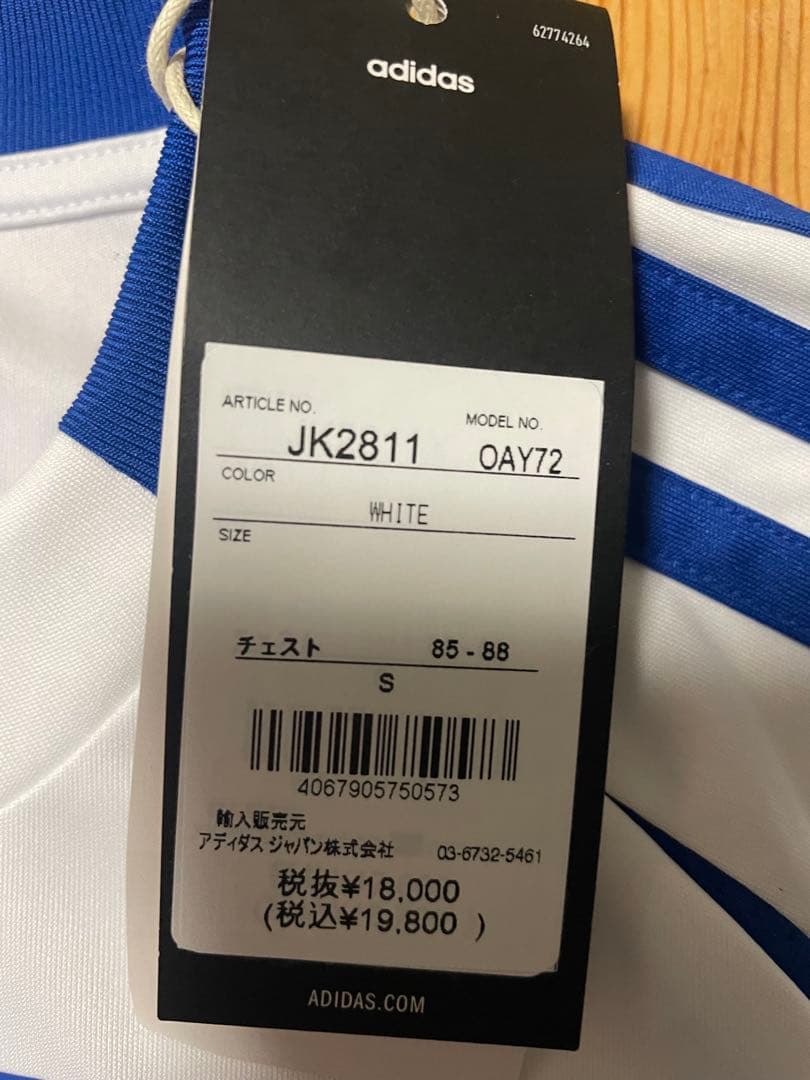 62774264
adidas
ARTICLE NO.
MODEL NO.
JK2811
OAY72
COLOR
WHITE
SIZE
チェスト 85 - 88
S
4067905750573
輸入販売元
アディダス ジャパン株式会社 03-6732-5461
税抜¥18,000
(税込¥19,800 )
ADIDAS.COM